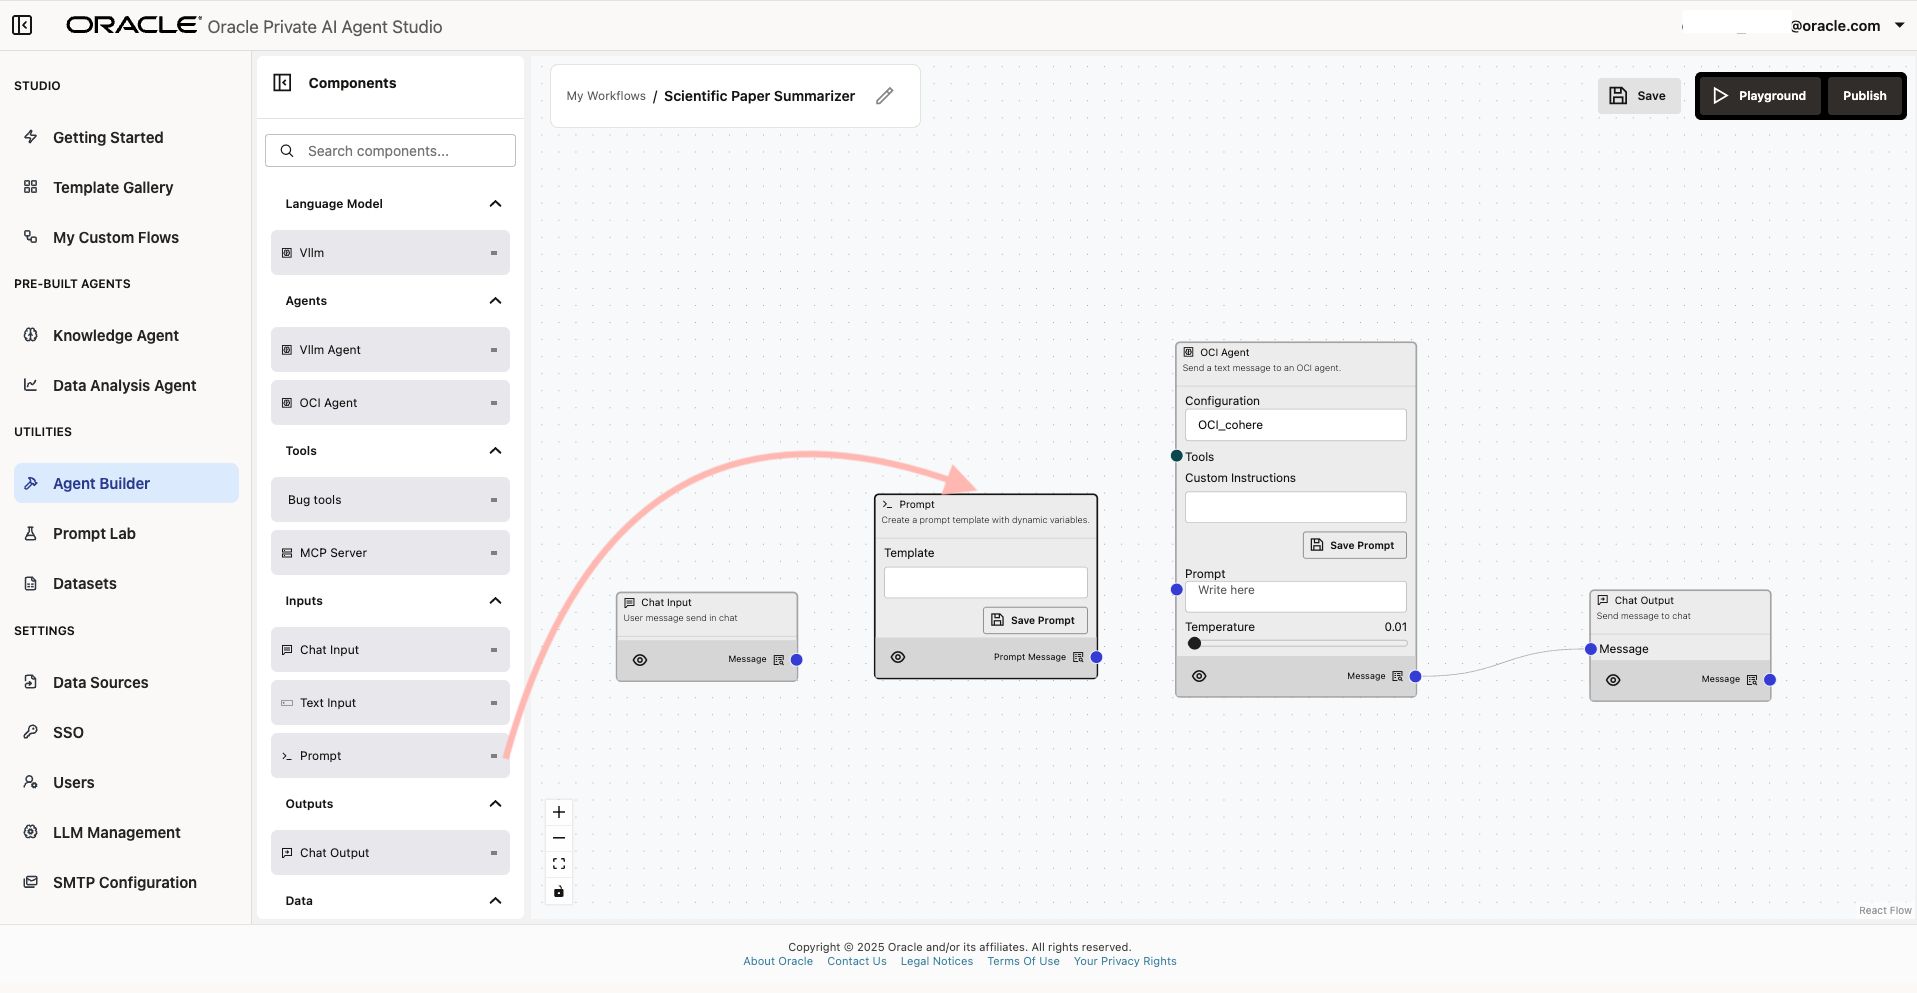 ORACLE Oracle Private AI Agent Studio
@oracle.com
STUDIO
Getting Started
Template Gallery
My Custom Flows
PRE-BUILT AGENTS
Knowledge Agent
Data Analysis Agent
UTILITIES
Agent Builder
Prompt Lab
Datasets
SETTINGS
Data Sources
SSO
Users
LLM Management
SMTP Configuration
Components
Search components...
Language Model
Vllm
Agents
Vllm Agent
OCI Agent
Tools
Bug tools
MCP Server
Inputs
Chat Input
Text Input
Prompt
Outputs
Chat Output
Data
My Workflows / Scientific Paper Summarizer
Save
Playground
Publish
Chat Input
User message send in chat
Message
Prompt
Create a prompt template with dynamic variables.
Template
Save Prompt
Prompt Message
OCI Agent
Send a text message to an OCI agent.
Configuration
OCI_cohere
Tools
Custom Instructions
Save Prompt
Prompt
Write here
Temperature 0.01
Message
Chat Output
Send message to chat
Message
Message
React Flow
Copyright © 2025 Oracle and/or its affiliates. All rights reserved.
About Oracle Contact Us Legal Notices Terms Of Use Your Privacy Rights